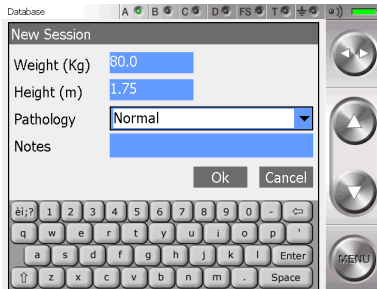 Database A B C D FS T
New Session
Weight (Kg) 80.0
Height (m) 1.75
Pathology Normal
Notes
Ok Cancel
èì;? 1 2 3 4 5 6 7 8 9 0 -
q w e r t y u i o p '
a s d f g h j k l Enter
z x c v b n m . Space
MENU